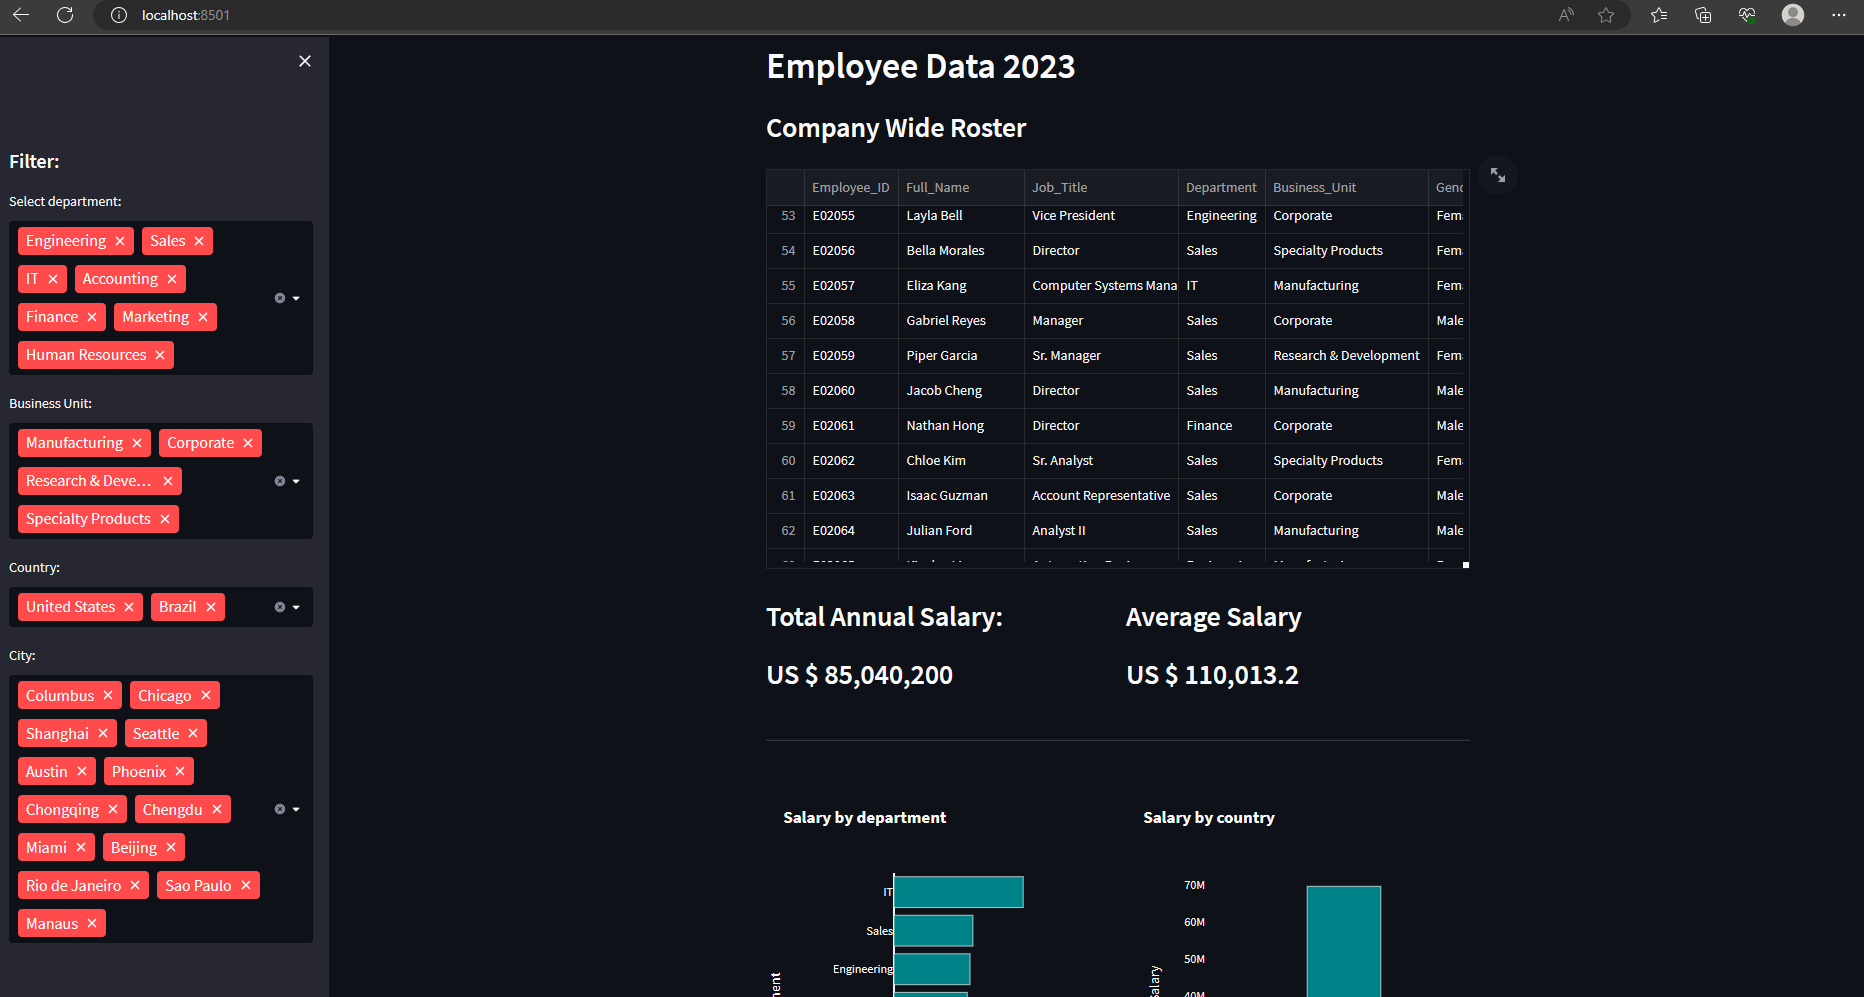 localhost:8501
Filter:
Select department:
Engineering Sales
IT Accounting
Finance Marketing
Human Resources
Business Unit:
Manufacturing Corporate
Research & Deve...
Specialty Products
Country:
United States Brazil
City:
Columbus Chicago
Shanghai Seattle
Austin Phoenix
Chongqing Chengdu
Miami Beijing
Rio de Janeiro Sao Paulo
Manaus
Employee Data 2023
Company Wide Roster
Employee_ID Full_Name Job_Title Department Business_Unit Gend
53 E02055 Layla Bell Vice President Engineering Corporate Fem
54 E02056 Bella Morales Director Sales Specialty Products Fem
55 E02057 Eliza Kang Computer Systems Mana IT Manufacturing Fem
56 E02058 Gabriel Reyes Manager Sales Corporate Male
57 E02059 Piper Garcia Sr. Manager Sales Research & Development Fem
58 E02060 Jacob Cheng Director Sales Manufacturing Male
59 E02061 Nathan Hong Director Finance Corporate Male
60 E02062 Chloe Kim Sr. Analyst Sales Specialty Products Fem
61 E02063 Isaac Guzman Account Representative Sales Corporate Male
62 E02064 Julian Ford Analyst II Sales Manufacturing Male
Total Annual Salary: Average Salary
US $ 85,040,200 US $ 110,013.2
Salary by department
IT
Sales
Engineering
Salary by country
70M
60M
50M
40M
Salary